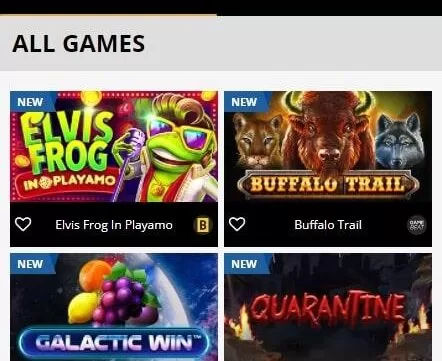 ALL GAMES
NEW
ELVIS
FROG
IN PLAYAMO
Elvis Frog In Playamo
B
NEW
BUFFALO TRAIL
Buffalo Trail
GAME
BEAT
NEW
GALACTIC WIN™
NEW
QUARANTINE